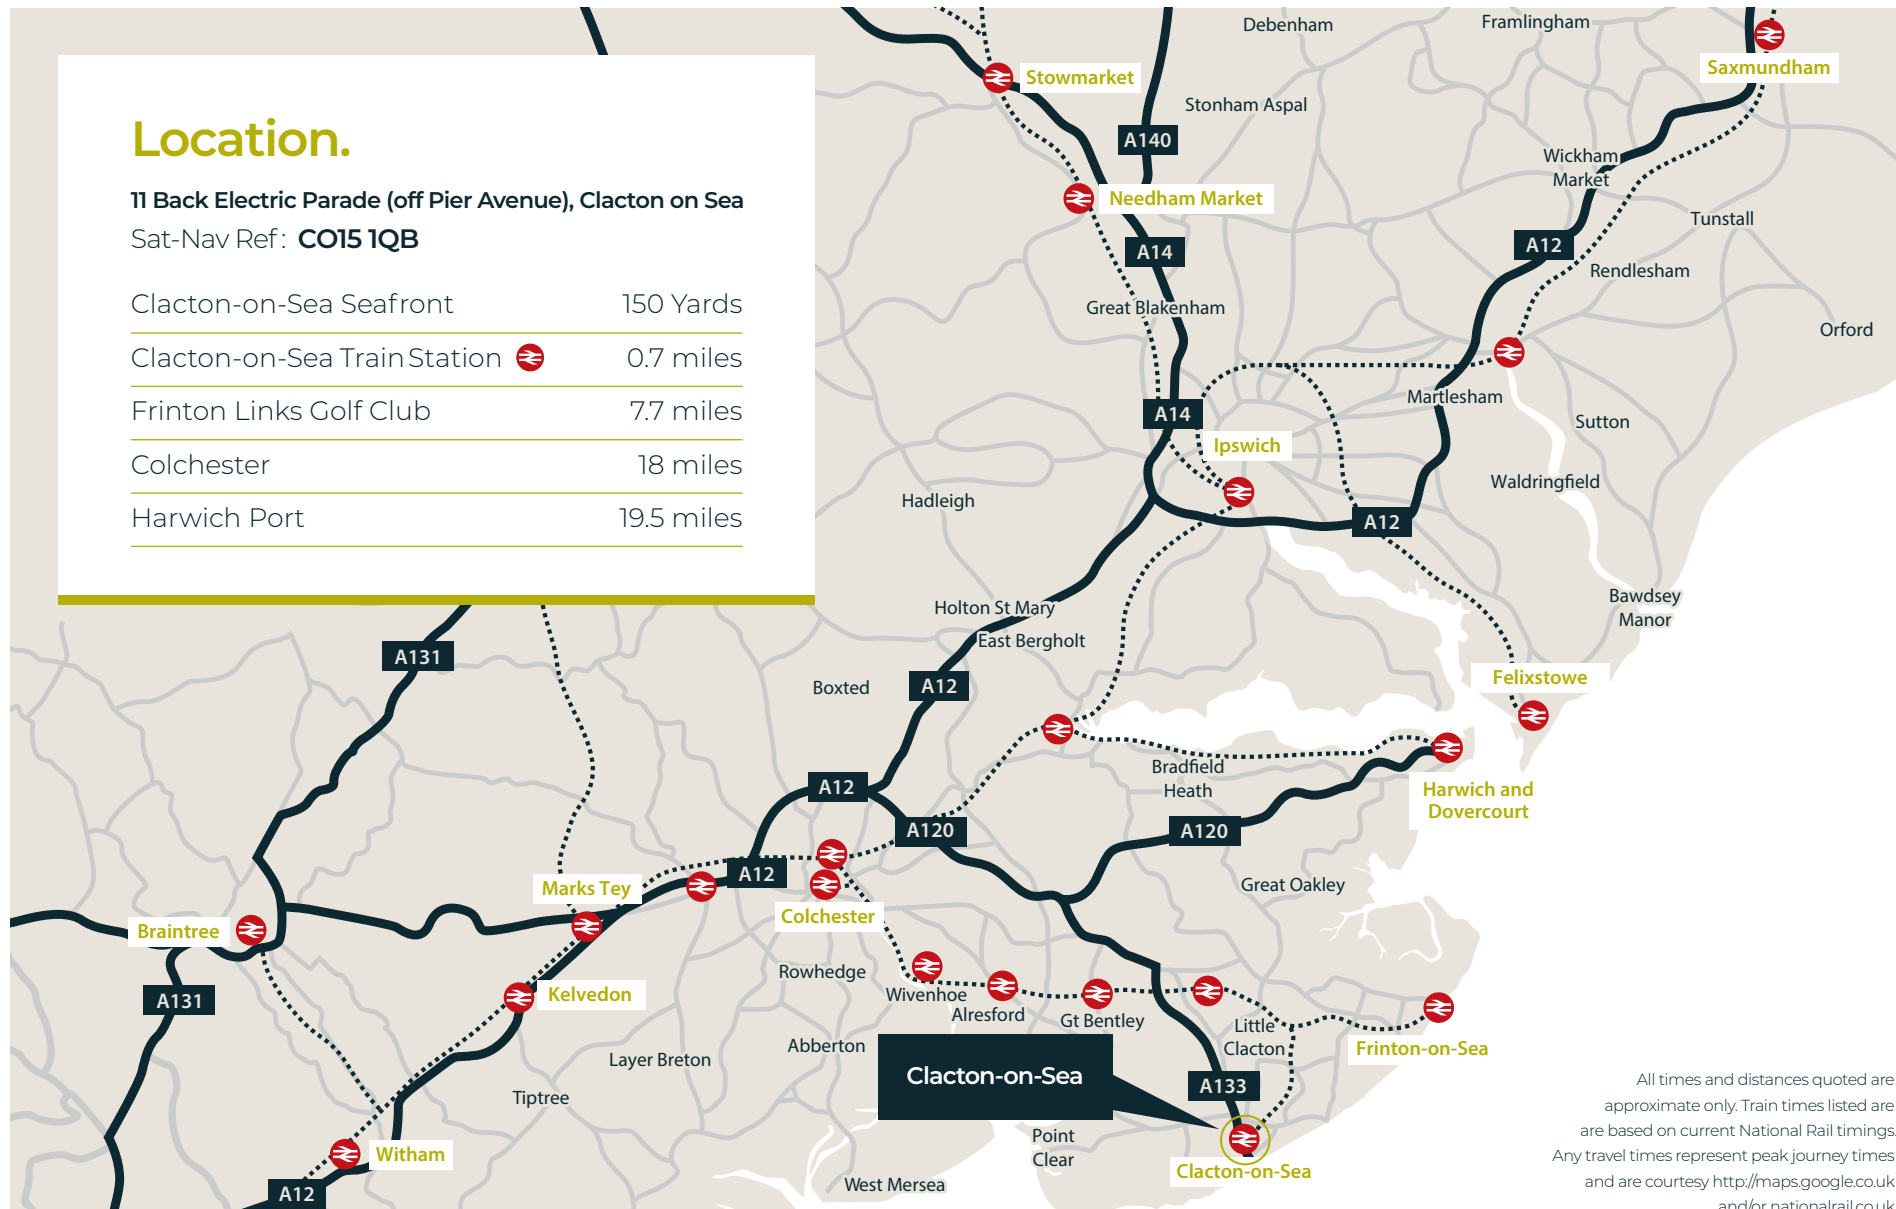 Location.
11 Back Electric Parade (off Pier Avenue), Clacton on Sea
Sat-Nav Ref : CO15 1QB
Clacton-on-Sea Seafront 150 Yards
Clacton-on-Sea Train Station 0.7 miles
Frinton Links Golf Club 7.7 miles
Colchester 18 miles
Harwich Port 19.5 miles
Debenham
Framlingham
Saxmundham
Stowmarket
Stonham Aspal
A140
Wickham
Market
Needham Market
Tunstall
A14
A12
Rendlesham
Great Blakenham
Orford
Martlesham
A14
Sutton
Ipswich
Waldringfield
Hadleigh
A12
Bawdsey
Manor
Holton St Mary
East Bergholt
A131
Felixstowe
Boxted
A12
Bradfield
Heath
A12
Harwich and
Dovercourt
A120
A120
A12
Marks Tey
Great Oakley
Colchester
Braintree
Rowhedge
Kelvedon
Wivenhoe
A131
Alresford
Gt Bentley
Little
Clacton
Abberton
Frinton-on-Sea
Layer Breton
Clacton-on-Sea
A133
Tiptree
Point
Clear
Witham
Clacton-on-Sea
West Mersea
A12
All times and distances quoted are
approximate only. Train times listed are
are based on current National Rail timings.
Any travel times represent peak journey times
and are courtesy http://maps.google.co.uk
and/or nationalrail.co.uk